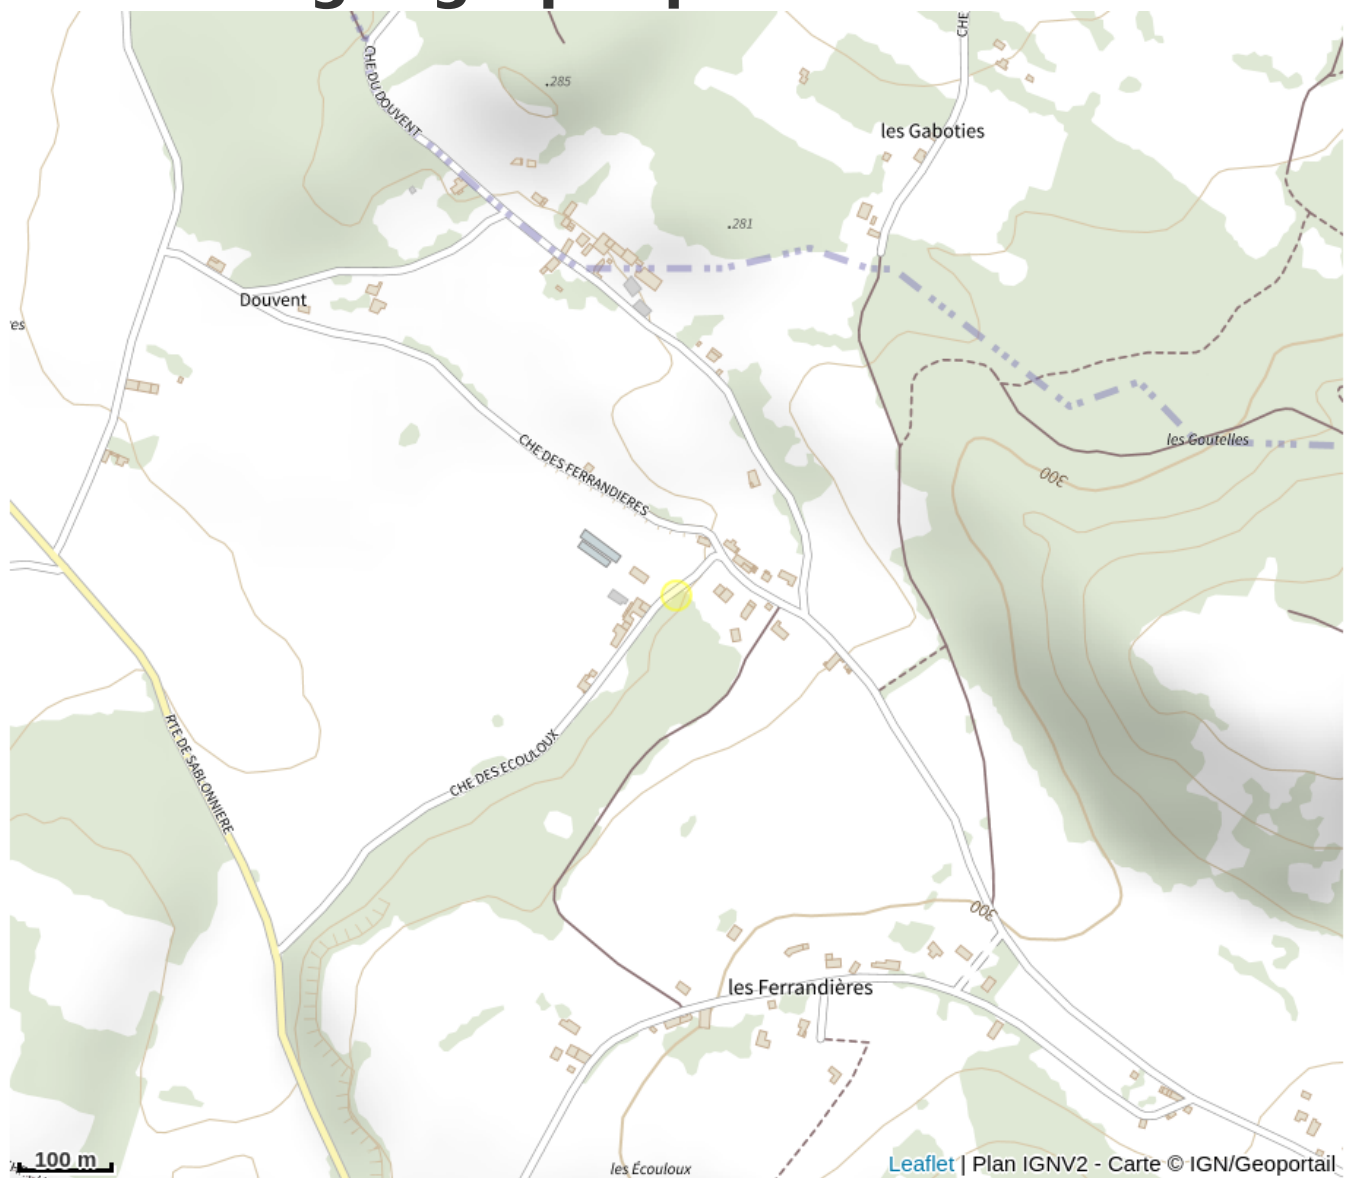 CHE
CHE DU DOUVENT
285
les Gaboties
281
Douvent
CHE DES FERRANDIERES
les Goutelles
300
RTE DE SABLONNIERE
CHE DES ECOULOUX
300
les Ferrandières
les Écouloux
100 m
Leaflet | Plan IGNV2 - Carte © IGN/Geoportail